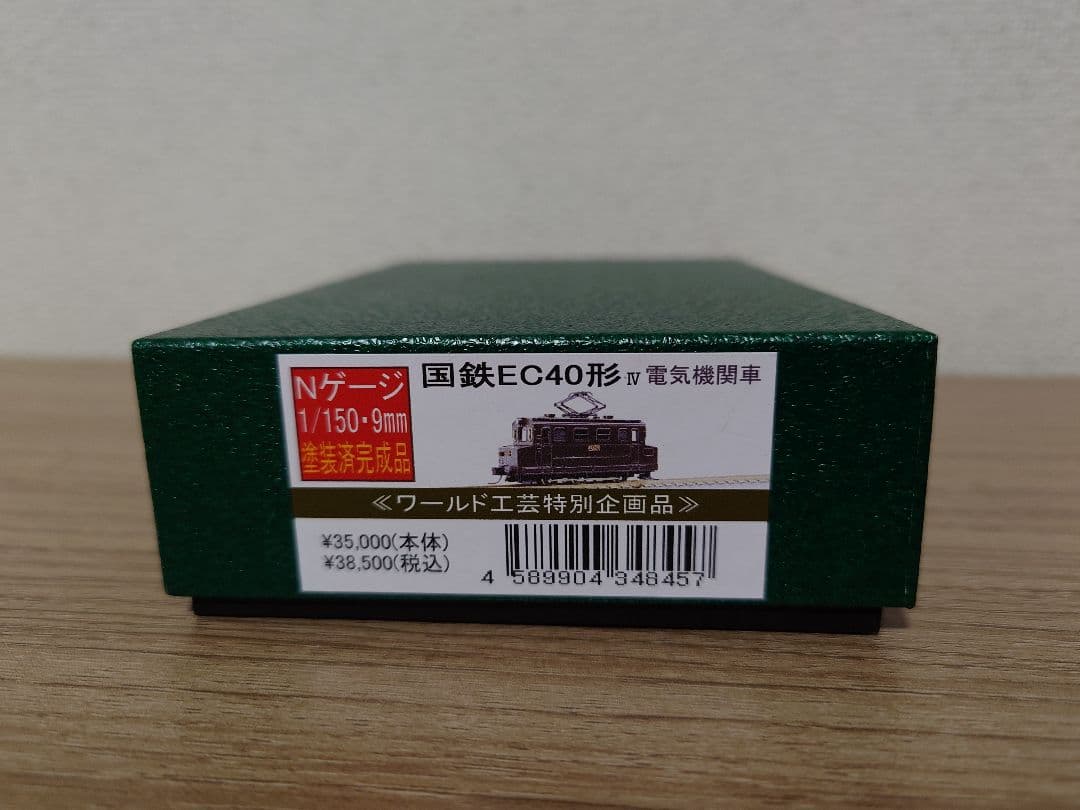 Nゲージ
1/150・9mm
塗装済完成品
国鉄EC40形 Ⅳ 電気機関車
≪ワールド工芸特別企画品≫
¥35,000(本体)
¥38,500(税込)
4 589904 348457